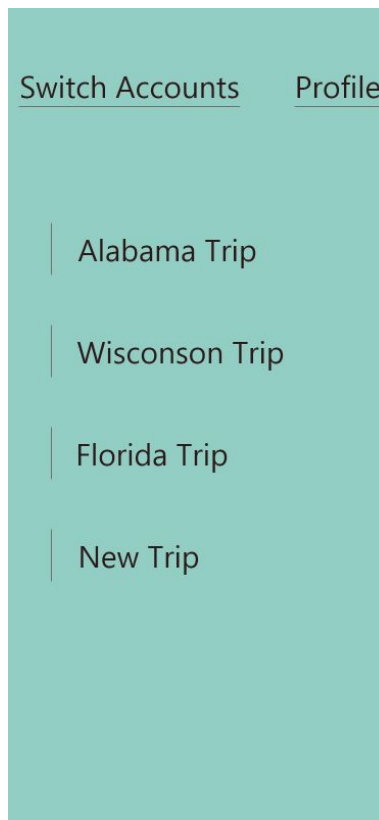 Switch Accounts Profile
Alabama Trip
Wisconson Trip
Florida Trip
New Trip